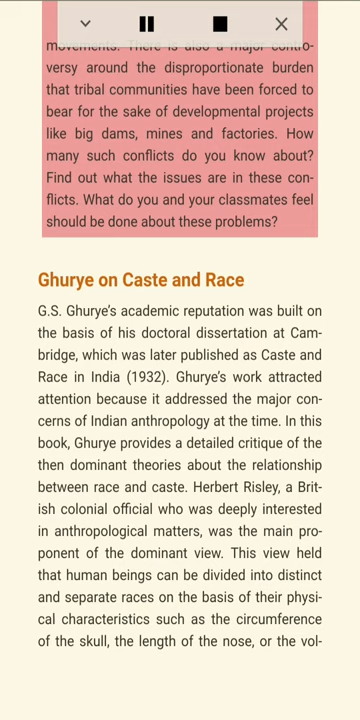 movements. There is also a major contro-
versy around the disproportionate burden
that tribal communities have been forced to
bear for the sake of developmental projects
like big dams, mines and factories. How
many such conflicts do you know about?
Find out what the issues are in these con-
flicts. What do you and your classmates feel
should be done about these problems?
Ghurye on Caste and Race
G.S. Ghurye's academic reputation was built on
the basis of his doctoral dissertation at Cam-
bridge, which was later published as Caste and
Race in India (1932). Ghurye's work attracted
attention because it addressed the major con-
cerns of Indian anthropology at the time. In this
book, Ghurye provides a detailed critique of the
then dominant theories about the relationship
between race and caste. Herbert Risley, a Brit-
ish colonial official who was deeply interested
in anthropological matters, was the main pro-
ponent of the dominant view. This view held
that human beings can be divided into distinct
and separate races on the basis of their physi-
cal characteristics such as the circumference
of the skull, the length of the nose, or the vol-